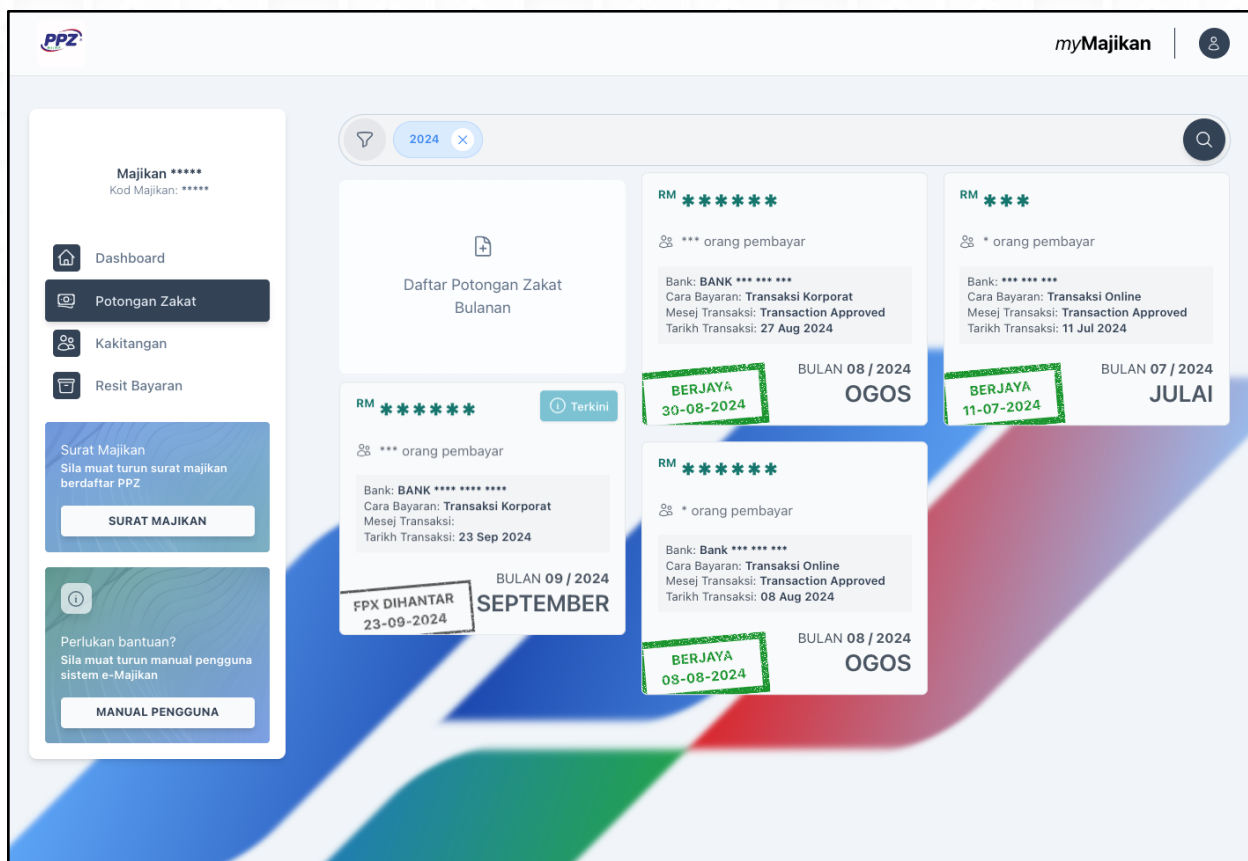 PPZ
myMajikan
Majikan *****
Kod Majikan: *****
Dashboard
Potongan Zakat
Kakitangan
Resit Bayaran
Surat Majikan
Sila muat turun surat majikan
berdaftar PPZ
SURAT MAJIKAN
Perlukan bantuan?
Sila muat turun manual pengguna
sistem e-Majikan
MANUAL PENGGUNA
2024
Daftar Potongan Zakat
Bulanan
RM ******
Terkini
*** orang pembayar
Bank: BANK **** **** ****
Cara Bayaran: Transaksi Korporat
Mesej Transaksi:
Tarikh Transaksi: 23 Sep 2024
BULAN 09 / 2024
SEPTEMBER
FPX DIHANTAR
23-09-2024
RM ******
*** orang pembayar
Bank: BANK *** *** ***
Cara Bayaran: Transaksi Korporat
Mesej Transaksi: Transaction Approved
Tarikh Transaksi: 27 Aug 2024
BULAN 08 / 2024
OGOS
BERJAYA
30-08-2024
RM ******
* orang pembayar
Bank: Bank *** *** ***
Cara Bayaran: Transaksi Online
Mesej Transaksi: Transaction Approved
Tarikh Transaksi: 08 Aug 2024
BULAN 08 / 2024
OGOS
BERJAYA
08-08-2024
RM ***
* orang pembayar
Bank: *** *** ***
Cara Bayaran: Transaksi Online
Mesej Transaksi: Transaction Approved
Tarikh Transaksi: 11 Jul 2024
BULAN 07 / 2024
JULAI
BERJAYA
11-07-2024